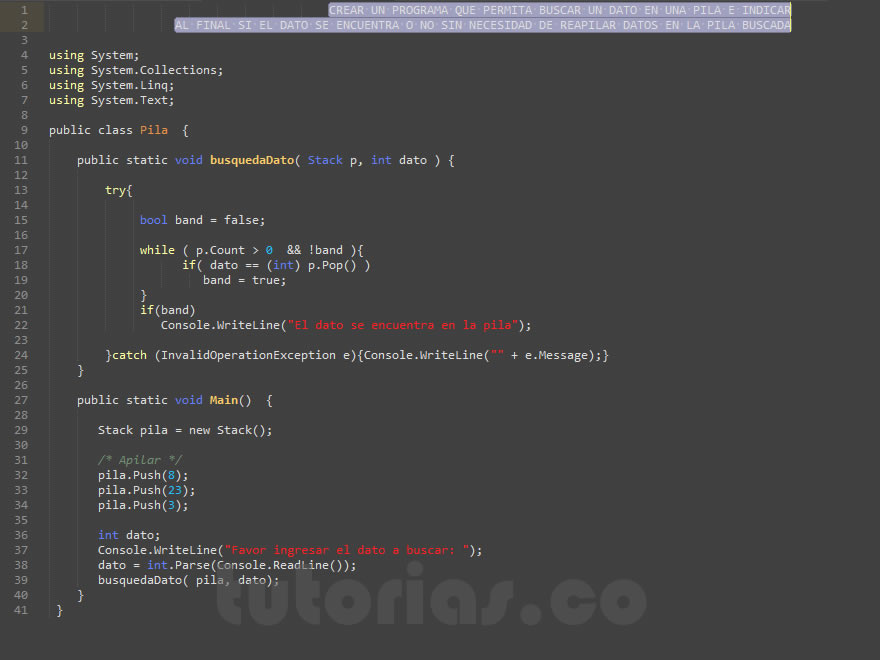 1 CREAR UN PROGRAMA QUE PERMITA BUSCAR UN DATO EN UNA PILA E INDICAR
2 AL FINAL SI EL DATO SE ENCUENTRA O NO SIN NECESIDAD DE REAPILAR DATOS EN LA PILA BUSCADA
3
4 using System;
5 using System.Collections;
6 using System.Linq;
7 using System.Text;
8
9 public class Pila {
10
11 public static void busquedaDato( Stack p, int dato ) {
12
13 try{
14
15 bool band = false;
16
17 while ( p.Count > 0 && !band ){
18 if( dato == (int) p.Pop() )
19 band = true;
20 }
21 if(band)
22 Console.WriteLine("El dato se encuentra en la pila");
23
24 }catch (InvalidOperationException e){Console.WriteLine("" + e.Message);}
25 }
26
27 public static void Main() {
28
29 Stack pila = new Stack();
30
31 /* Apilar */
32 pila.Push(8);
33 pila.Push(23);
34 pila.Push(3);
35
36 int dato;
37 Console.WriteLine("Favor ingresar el dato a buscar: ");
38 dato = int.Parse(Console.ReadLine());
39 busquedaDato( pila, dato);
40 }
41 }
tutorias.co